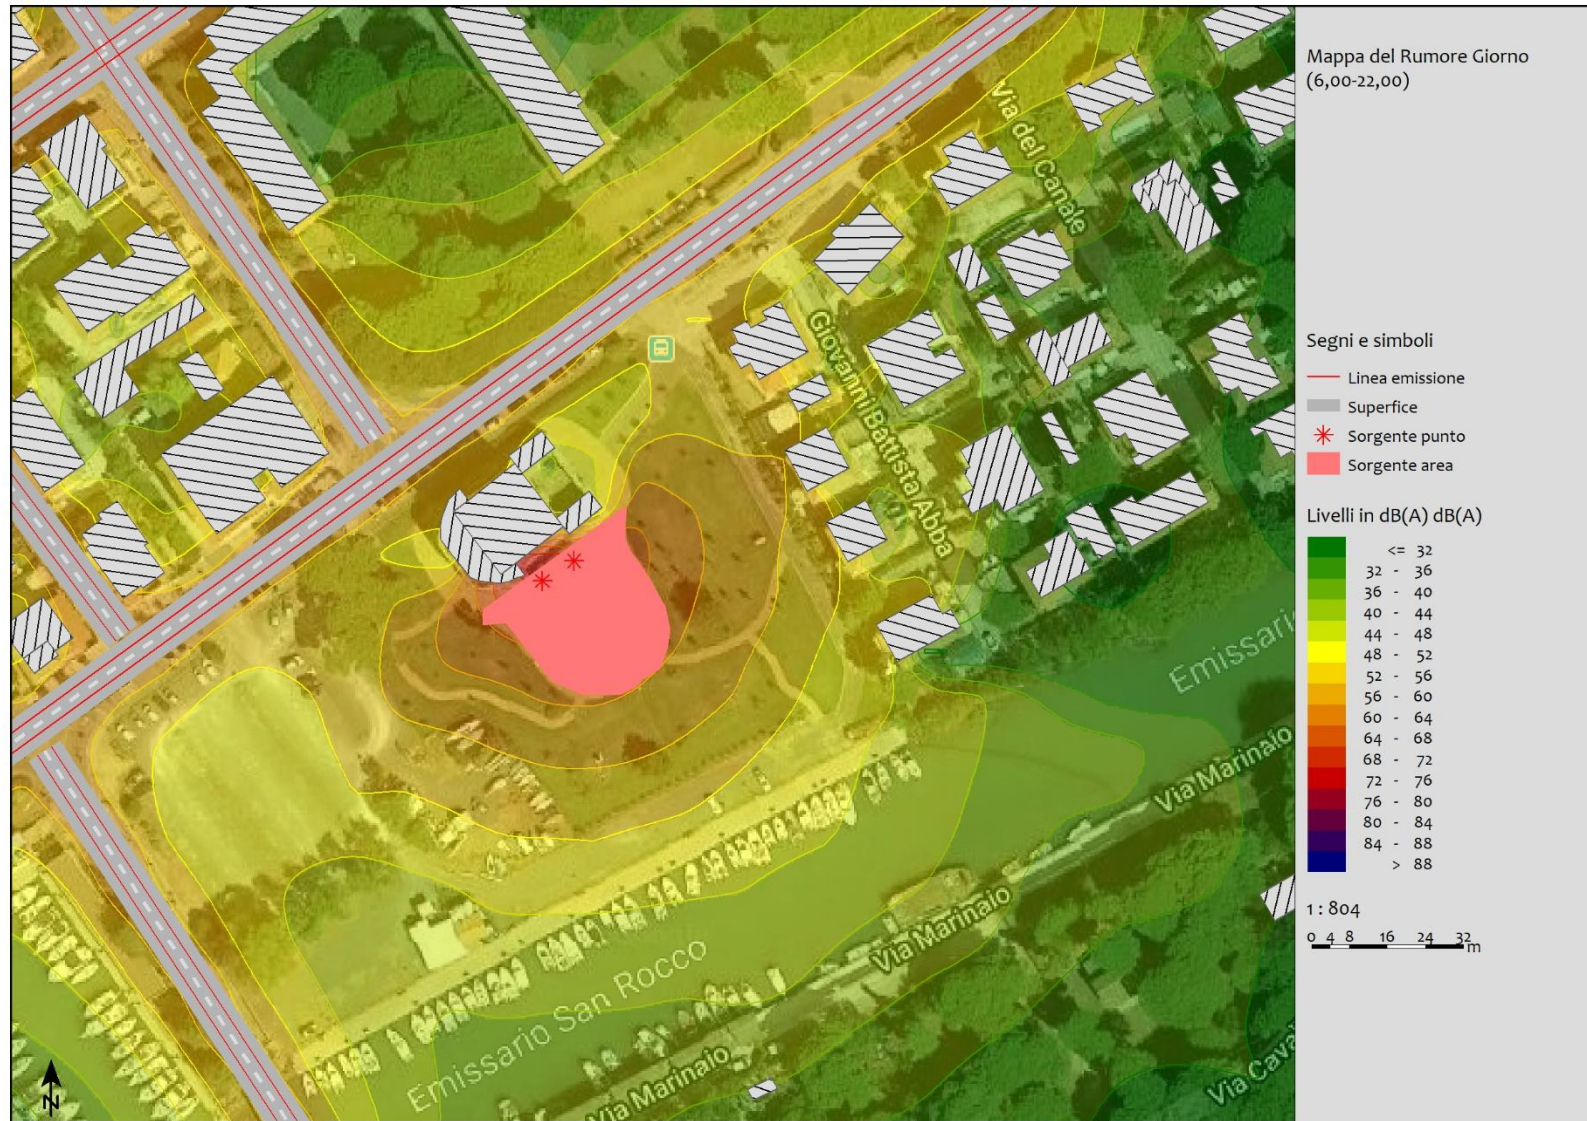 Mappa del Rumore Giorno
(6,00-22,00)
Segni e simboli
Linea emissione
Superfice
Sorgente punto
Sorgente area
Livelli in dB(A) dB(A)
<= 32
32 - 36
36 - 40
40 - 44
44 - 48
48 - 52
52 - 56
56 - 60
60 - 64
64 - 68
68 - 72
72 - 76
76 - 80
80 - 84
84 - 88
> 88
1 : 804
0 4 8 16 24 32
m
Via del Canale
Giovanni Battista Abba
Emissari
Via Marinaio
Via Marinaio
Emissario San Rocco
Via Marinaio
Via Cava
N